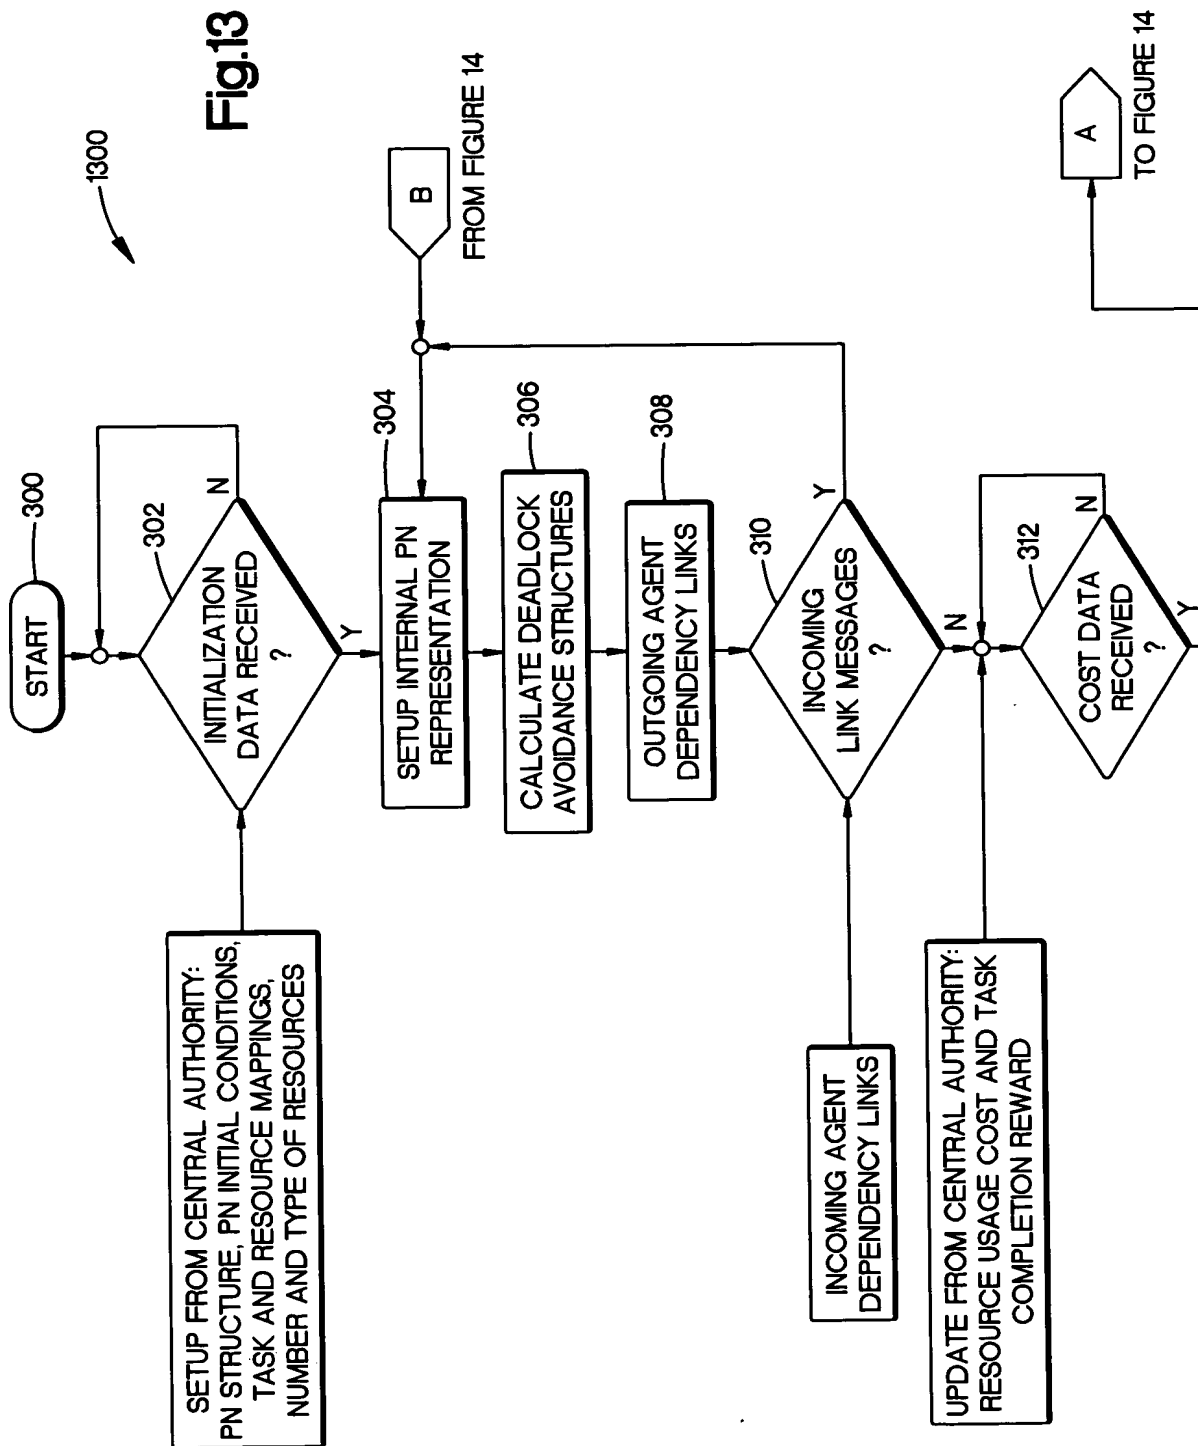 Fig.13
1300
START
300
INITIALIZATION
DATA RECEIVED
?
302
N
Y
SETUP FROM CENTRAL AUTHORITY:
PN STRUCTURE, PN INITIAL CONDITIONS,
TASK AND RESOURCE MAPPINGS,
NUMBER AND TYPE OF RESOURCES
SETUP INTERNAL PN
REPRESENTATION
304
B
FROM FIGURE 14
CALCULATE DEADLOCK
AVOIDANCE STRUCTURES
306
OUTGOING AGENT
DEPENDENCY LINKS
308
INCOMING
LINK MESSAGES
?
310
Y
N
INCOMING AGENT
DEPENDENCY LINKS
UPDATE FROM CENTRAL AUTHORITY:
RESOURCE USAGE COST AND TASK
COMPLETION REWARD
COST DATA
RECEIVED
?
312
N
Y
A
TO FIGURE 14